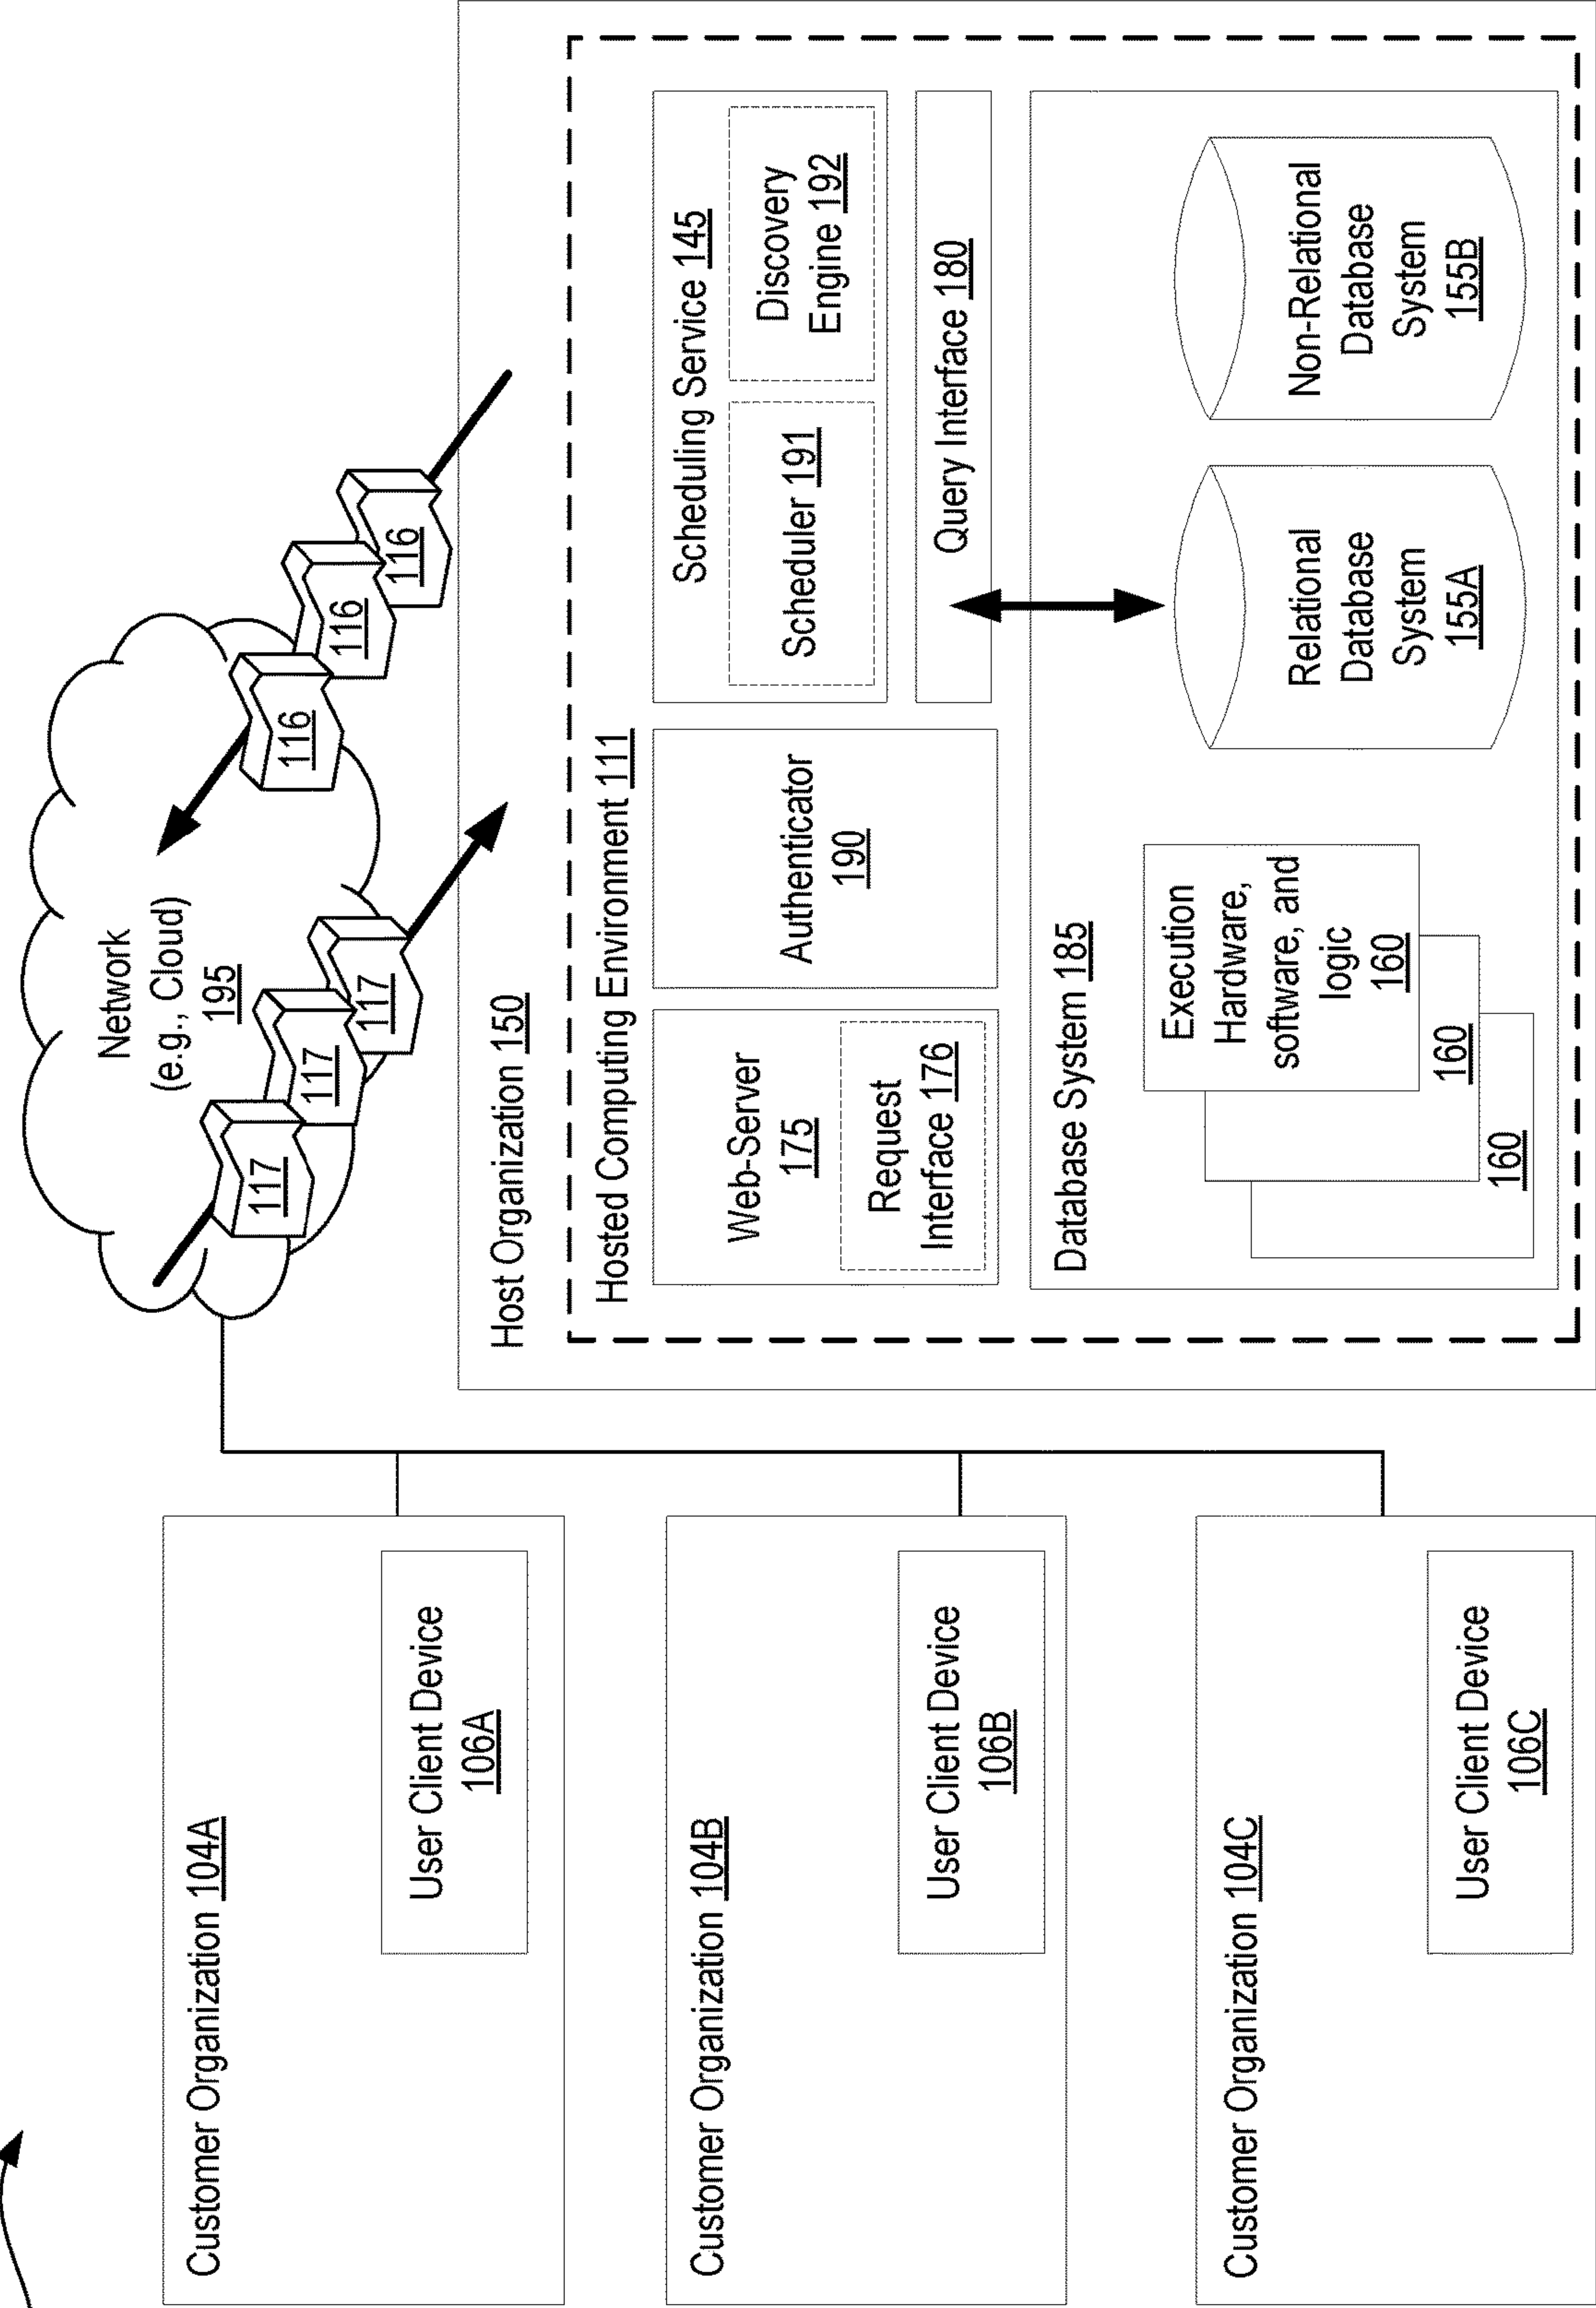 Customer Organization 104A
User Client Device
106A
Customer Organization 104B
User Client Device
106B
Customer Organization 104C
User Client Device
106C
Network
(e.g., Cloud)
195
117
117
117
116
116
116
Host Organization 150
Hosted Computing Environment 111
Web-Server
175
Request
Interface 176
Authenticator
190
Scheduling Service 145
Scheduler 191
Discovery
Engine 192
Query Interface 180
Database System 185
Execution
Hardware,
software, and
logic
160
160
160
Relational
Database
System
155A
Non-Relational
Database
System
155B